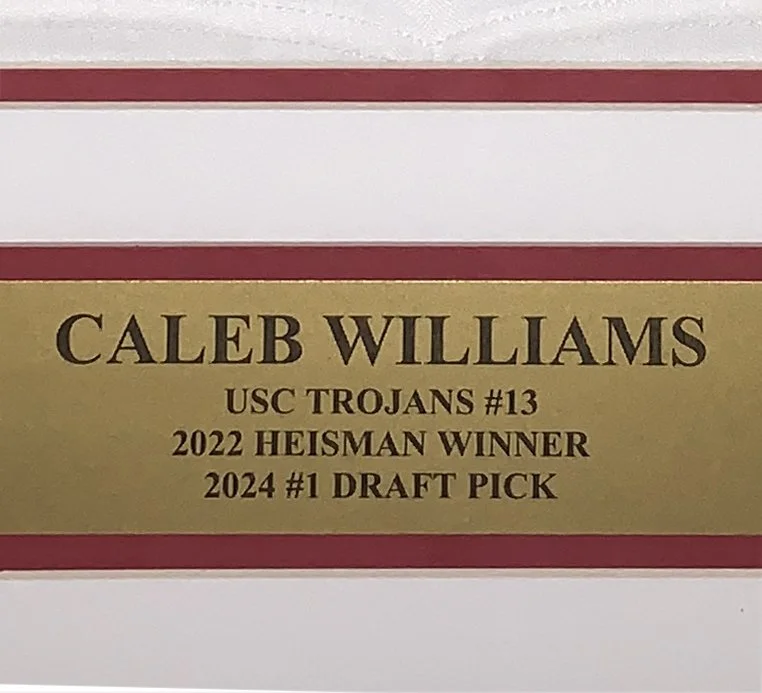 CALEB WILLIAMS
USC TROJANS #13
2022 HEISMAN WINNER
2024 #1 DRAFT PICK